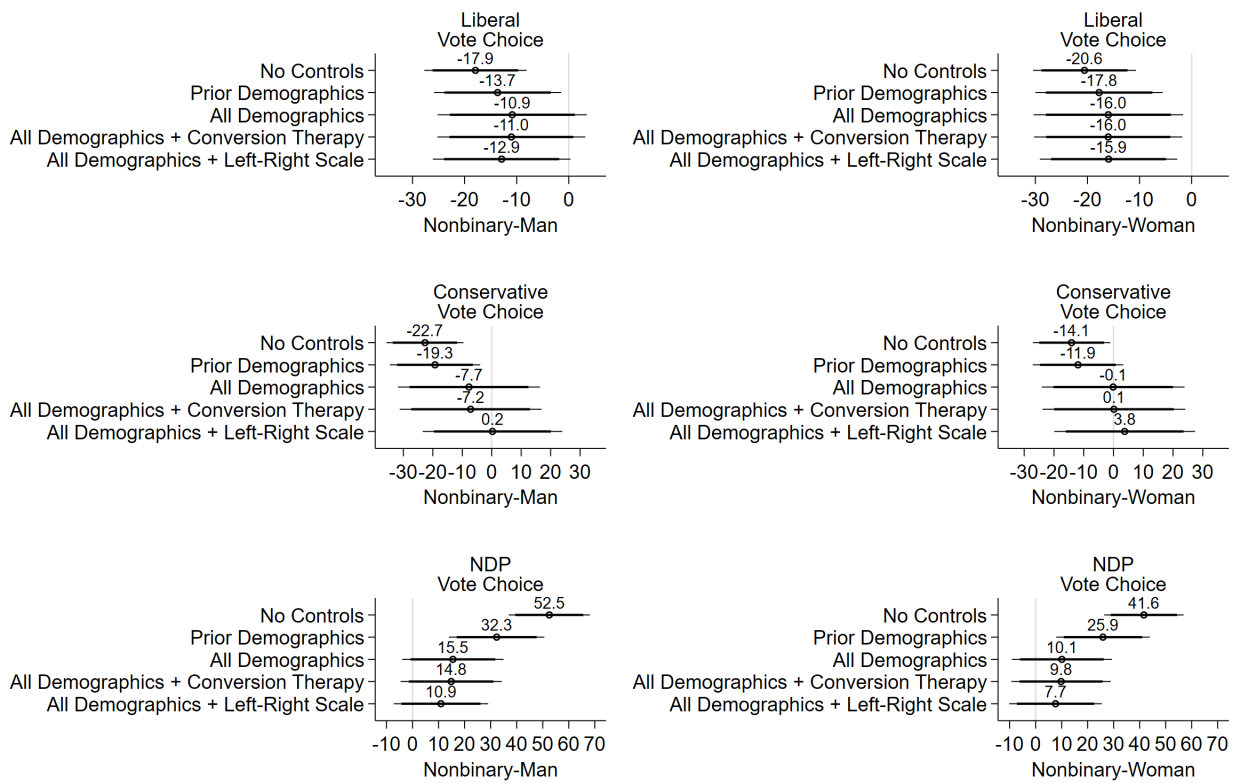 Liberal
Vote Choice
No Controls
-17.9
Prior Demographics
-13.7
All Demographics
-10.9
All Demographics + Conversion Therapy
-11.0
All Demographics + Left-Right Scale
-12.9
-30 -20 -10 0
Nonbinary-Man
Liberal
Vote Choice
No Controls
-20.6
Prior Demographics
-17.8
All Demographics
-16.0
All Demographics + Conversion Therapy
-16.0
All Demographics + Left-Right Scale
-15.9
-30 -20 -10 0
Nonbinary-Woman
Conservative
Vote Choice
No Controls
-22.7
Prior Demographics
-19.3
All Demographics
-7.7
All Demographics + Conversion Therapy
-7.2
All Demographics + Left-Right Scale
0.2
-30 -20 -10 0 10 20 30
Nonbinary-Man
Conservative
Vote Choice
No Controls
-14.1
Prior Demographics
-11.9
All Demographics
-0.1
All Demographics + Conversion Therapy
0.1
All Demographics + Left-Right Scale
3.8
-30 -20 -10 0 10 20 30
Nonbinary-Woman
NDP
Vote Choice
No Controls
52.5
Prior Demographics
32.3
All Demographics
15.5
All Demographics + Conversion Therapy
14.8
All Demographics + Left-Right Scale
10.9
-10 0 10 20 30 40 50 60 70
Nonbinary-Man
NDP
Vote Choice
No Controls
41.6
Prior Demographics
25.9
All Demographics
10.1
All Demographics + Conversion Therapy
9.8
All Demographics + Left-Right Scale
7.7
-10 0 10 20 30 40 50 60 70
Nonbinary-Woman